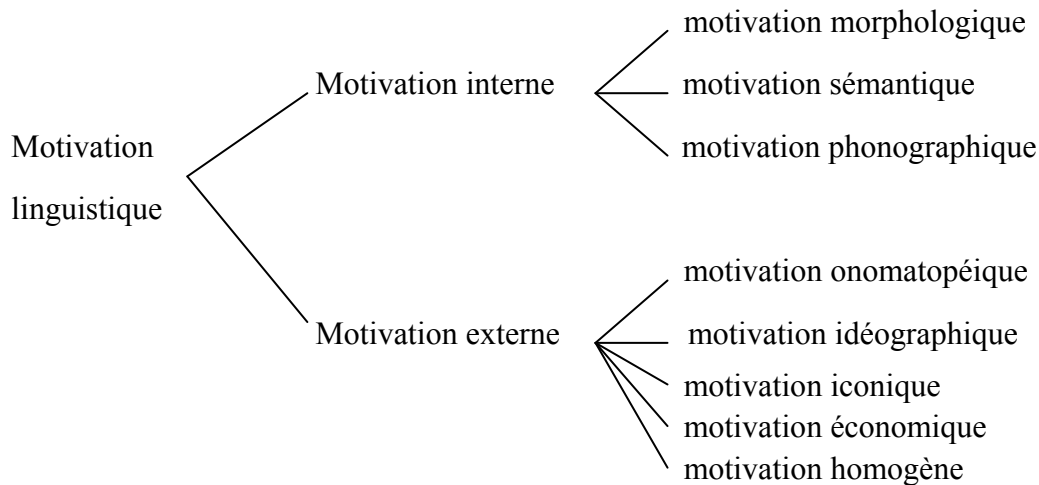 Motivation
linguistique
Motivation interne
motivation morphologique
motivation sémantique
motivation phonographique
Motivation externe
motivation onomatopéique
motivation idéographique
motivation iconique
motivation économique
motivation homogène